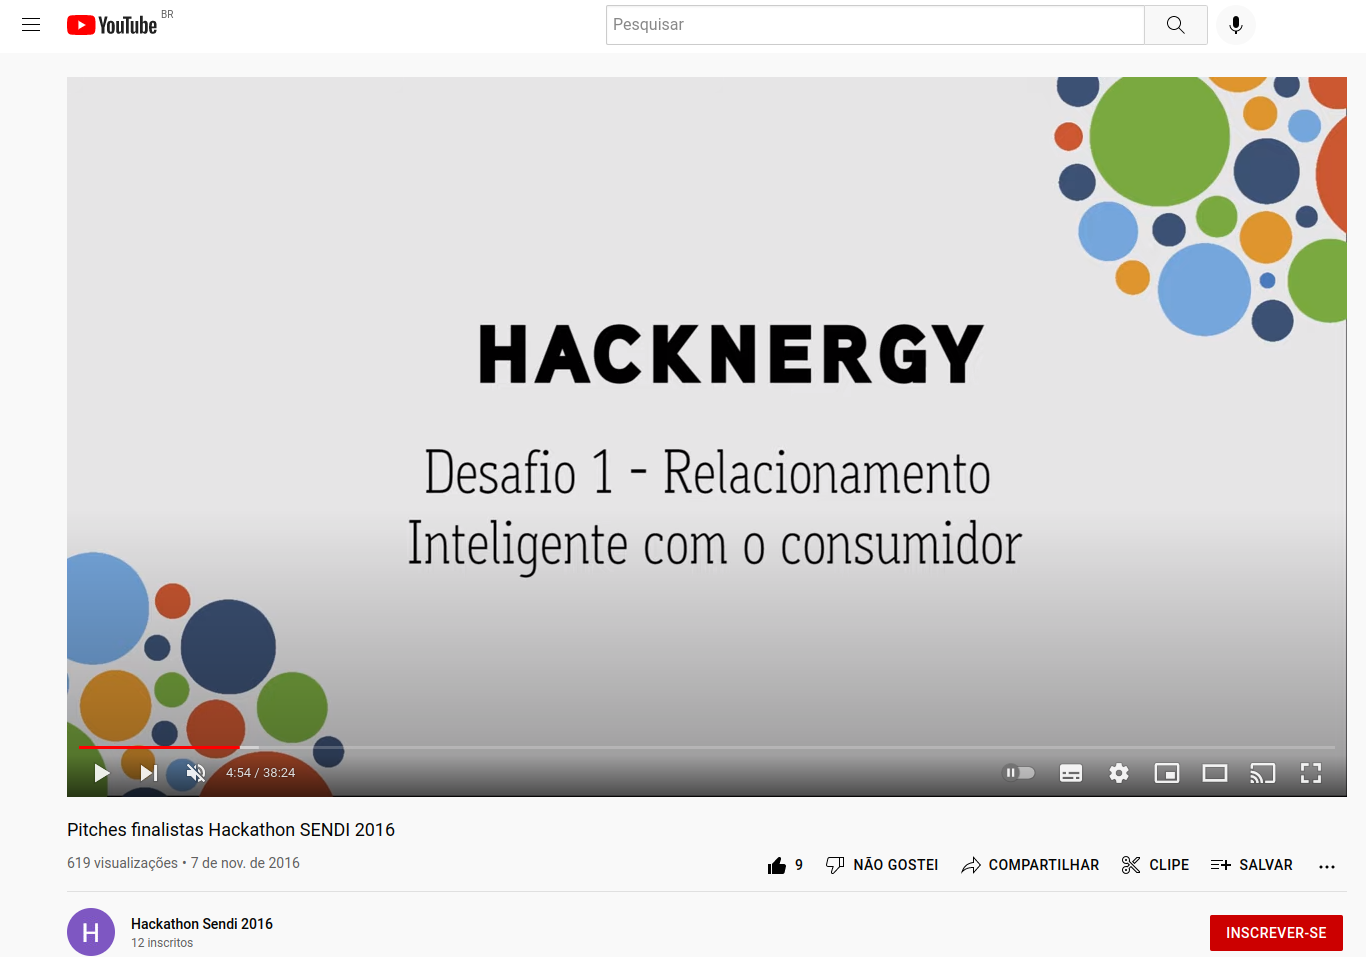 YouTube BR
Pesquisar
HACKNERGY
Desafio 1 - Relacionamento
Inteligente com o consumidor
4:54 / 38:24
Pitches finalistas Hackathon SENDI 2016
619 visualizações • 7 de nov. de 2016
9 NÃO GOSTEI COMPARTILHAR CLIPE SALVAR ...
H
Hackathon Sendi 2016
12 inscritos
INSCREVER-SE